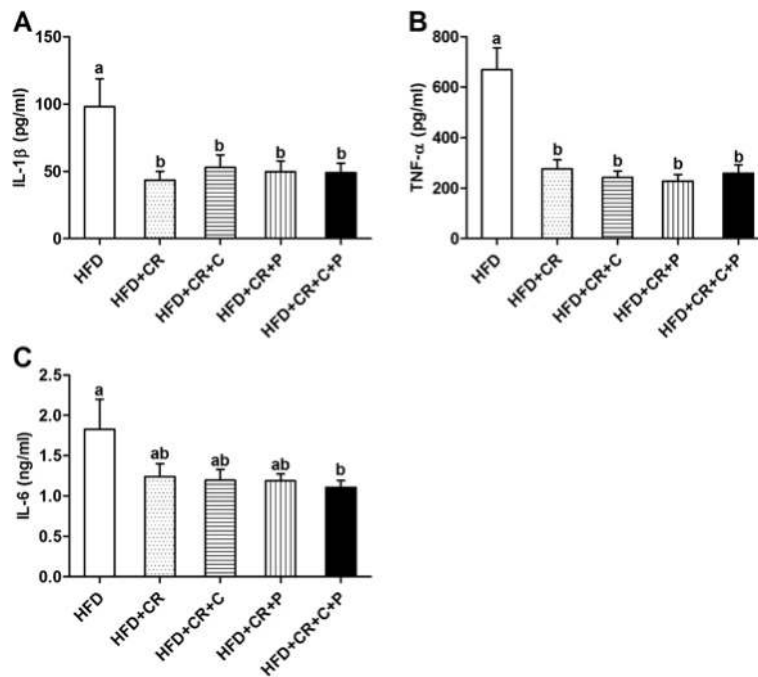 A
IL-1β (pg/ml)
150
100
50
0
a
b
b
b
b
HFD
HFD+CR
HFD+CR+C
HFD+CR+P
HFD+CR+C+P
B
TNF-α (pg/ml)
800
600
400
200
0
a
b
b
b
b
HFD
HFD+CR
HFD+CR+C
HFD+CR+P
HFD+CR+C+P
C
IL-6 (ng/ml)
2.5
2.0
1.5
1.0
0.5
0.0
a
ab
ab
ab
b
HFD
HFD+CR
HFD+CR+C
HFD+CR+P
HFD+CR+C+P